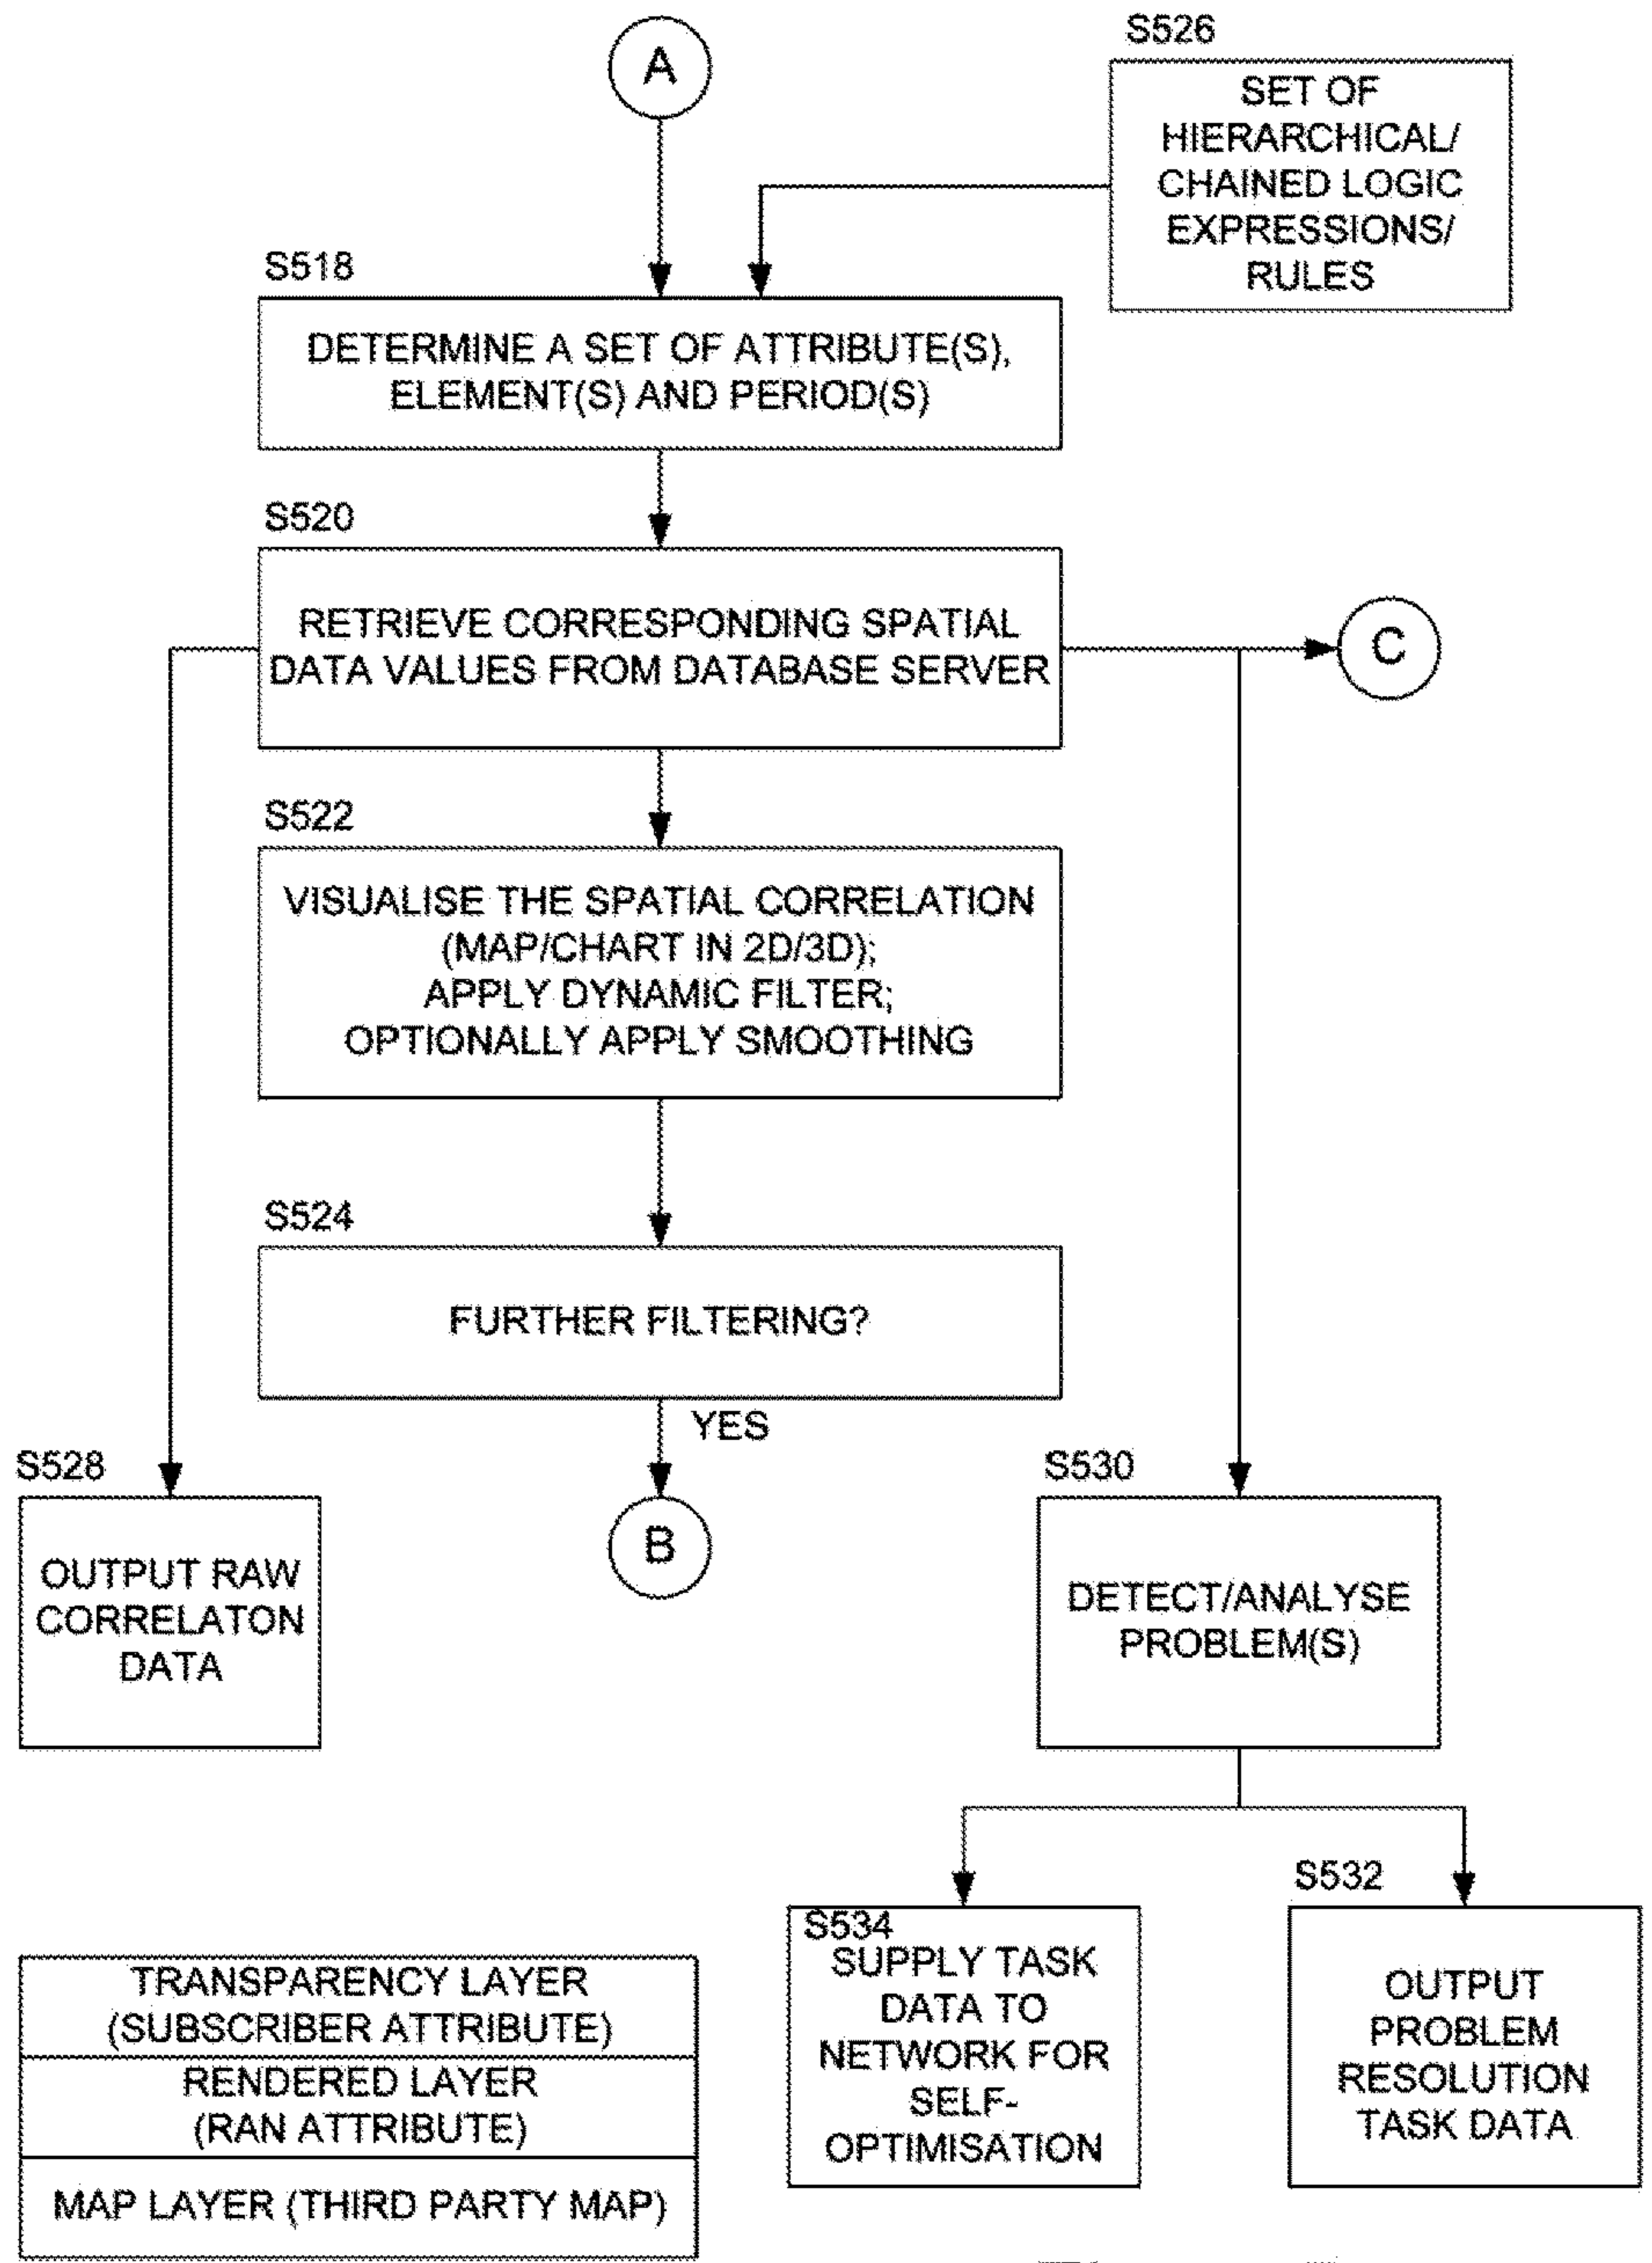 A
S526
SET OF
HIERARCHICAL/
CHAINED LOGIC
EXPRESSIONS/
RULES
S518
DETERMINE A SET OF ATTRIBUTE(S),
ELEMENT(S) AND PERIOD(S)
S520
RETRIEVE CORRESPONDING SPATIAL
DATA VALUES FROM DATABASE SERVER
C
S522
VISUALISE THE SPATIAL CORRELATION
(MAP/CHART IN 2D/3D);
APPLY DYNAMIC FILTER;
OPTIONALLY APPLY SMOOTHING
S524
FURTHER FILTERING?
YES
B
S528
OUTPUT RAW
CORRELATON
DATA
S530
DETECT/ANALYSE
PROBLEM(S)
S534
SUPPLY TASK
DATA TO
NETWORK FOR
SELF-
OPTIMISATION
S532
OUTPUT
PROBLEM
RESOLUTION
TASK DATA
TRANSPARENCY LAYER
(SUBSCRIBER ATTRIBUTE)
RENDERED LAYER
(RAN ATTRIBUTE)
MAP LAYER (THIRD PARTY MAP)